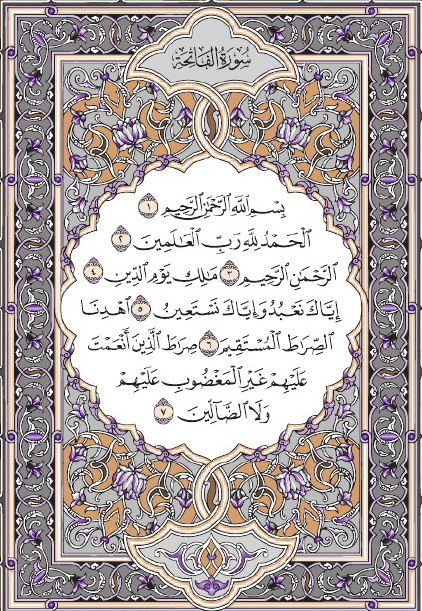 سُورَةُ الفَاتِحَةِ
بِسْمِ ٱللَّهِ ٱلرَّحْمَٰنِ ٱلرَّحِيمِ ١
ٱلْحَمْدُ لِلَّهِ رَبِّ ٱلْعَٰلَمِينَ ٢
ٱلرَّحْمَٰنِ ٱلرَّحِيمِ ٣ مَٰلِكِ يَوْمِ ٱلدِّينِ ٤
إِيَّاكَ نَعْبُدُ وَإِيَّاكَ نَسْتَعِينُ ٥ ٱهْدِنَا
ٱلصِّرَٰطَ ٱلْمُسْتَقِيمَ ٦ صِرَٰطَ ٱلَّذِينَ أَنْعَمْتَ
عَلَيْهِمْ غَيْرِ ٱلْمَغْضُوبِ عَلَيْهِمْ
وَلَا ٱلضَّآلِّينَ ٧